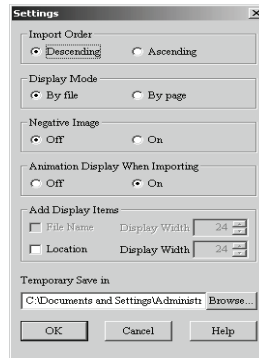 Settings
Import Order
Descending Ascending
Display Mode
By file By page
Negative Image
Off On
Animation Display When Importing
Off On
Add Display Items
File Name Display Width 24
Location Display Width 24
Temporary Save in
C:\Documents and Settings\Administr Browse...
OK Cancel Help